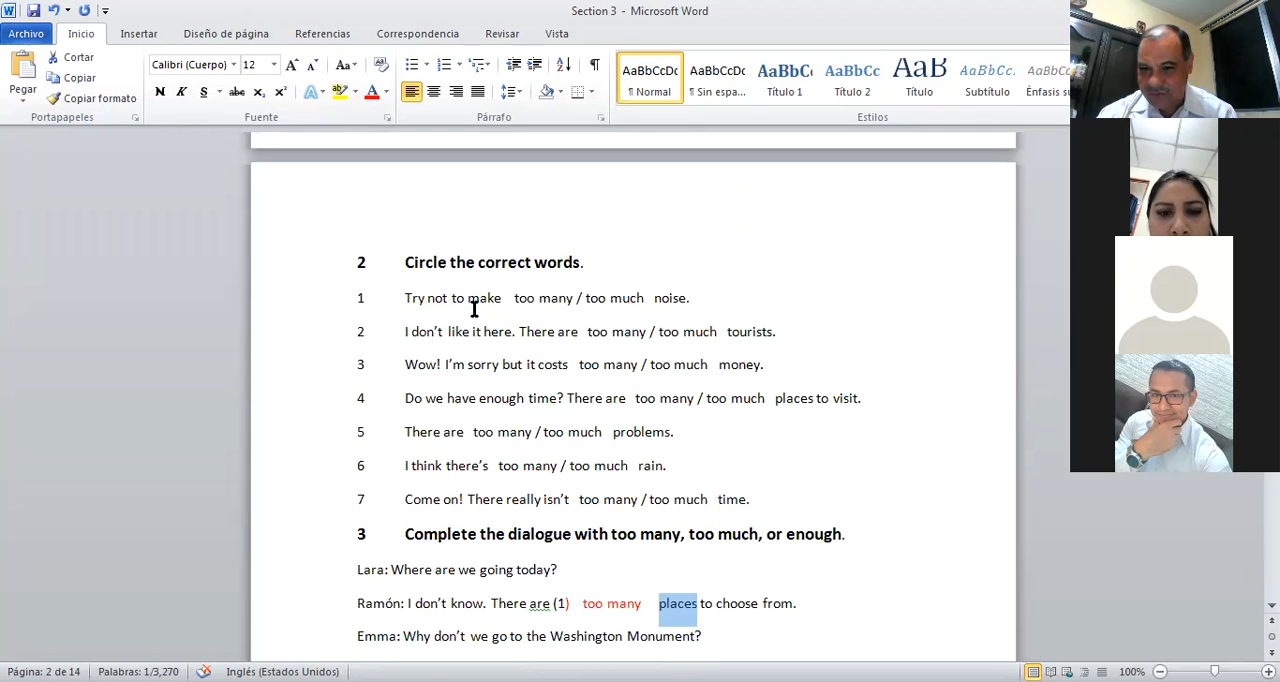 Section 3 - Microsoft Word
Archivo Inicio Insertar Diseño de página Referencias Correspondencia Revisar Vista
Pegar
Cortar
Copiar
Copiar formato
Portapapeles
Calibri (Cuerpo) 12
Fuente
Párrafo
AaBbCcDc AaBbCcDc AaBbC AaBbCc AaB AaBbCc. AaBbCc
¶ Normal ¶ Sin espa... Título 1 Título 2 Título Subtítulo Énfasis su
Estilos
2 Circle the correct words.
1 Try not to make too many / too much noise.
2 I don't like it here. There are too many / too much tourists.
3 Wow! I'm sorry but it costs too many / too much money.
4 Do we have enough time? There are too many / too much places to visit.
5 There are too many / too much problems.
6 I think there's too many / too much rain.
7 Come on! There really isn't too many / too much time.
3 Complete the dialogue with too many, too much, or enough.
Lara: Where are we going today?
Ramón: I don't know. There are (1) too many places to choose from.
Emma: Why don't we go to the Washington Monument?
Página: 2 de 14 Palabras: 1/3,270 Inglés (Estados Unidos) 100%